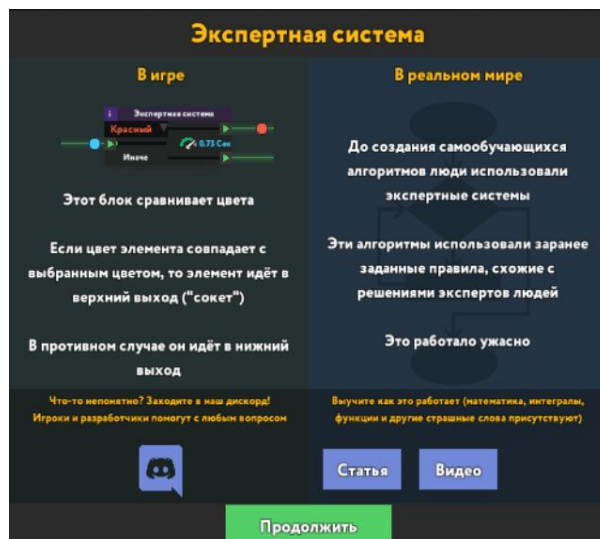 Экспертная система
В игре
Экспертная система
Красный
0.73 Сек
Иначе
Этот блок сравнивает цвета
Если цвет элемента совпадает с
выбранным цветом, то элемент идёт в
верхний выход ("сокет")
В противном случае он идёт в нижний
выход
Что-то непонятно? Заходите в наш дискорд!
Игроки и разработчики помогут с любым вопросом
В реальном мире
До создания самообучающихся
алгоритмов люди использовали
экспертные системы
Эти алгоритмы использовали заранее
заданные правила, схожие с
решениями экспертов людей
Это работало ужасно
Выучите как это работает (математика, интегралы,
функции и другие страшные слова присутствуют)
Статья
Видео
Продолжить